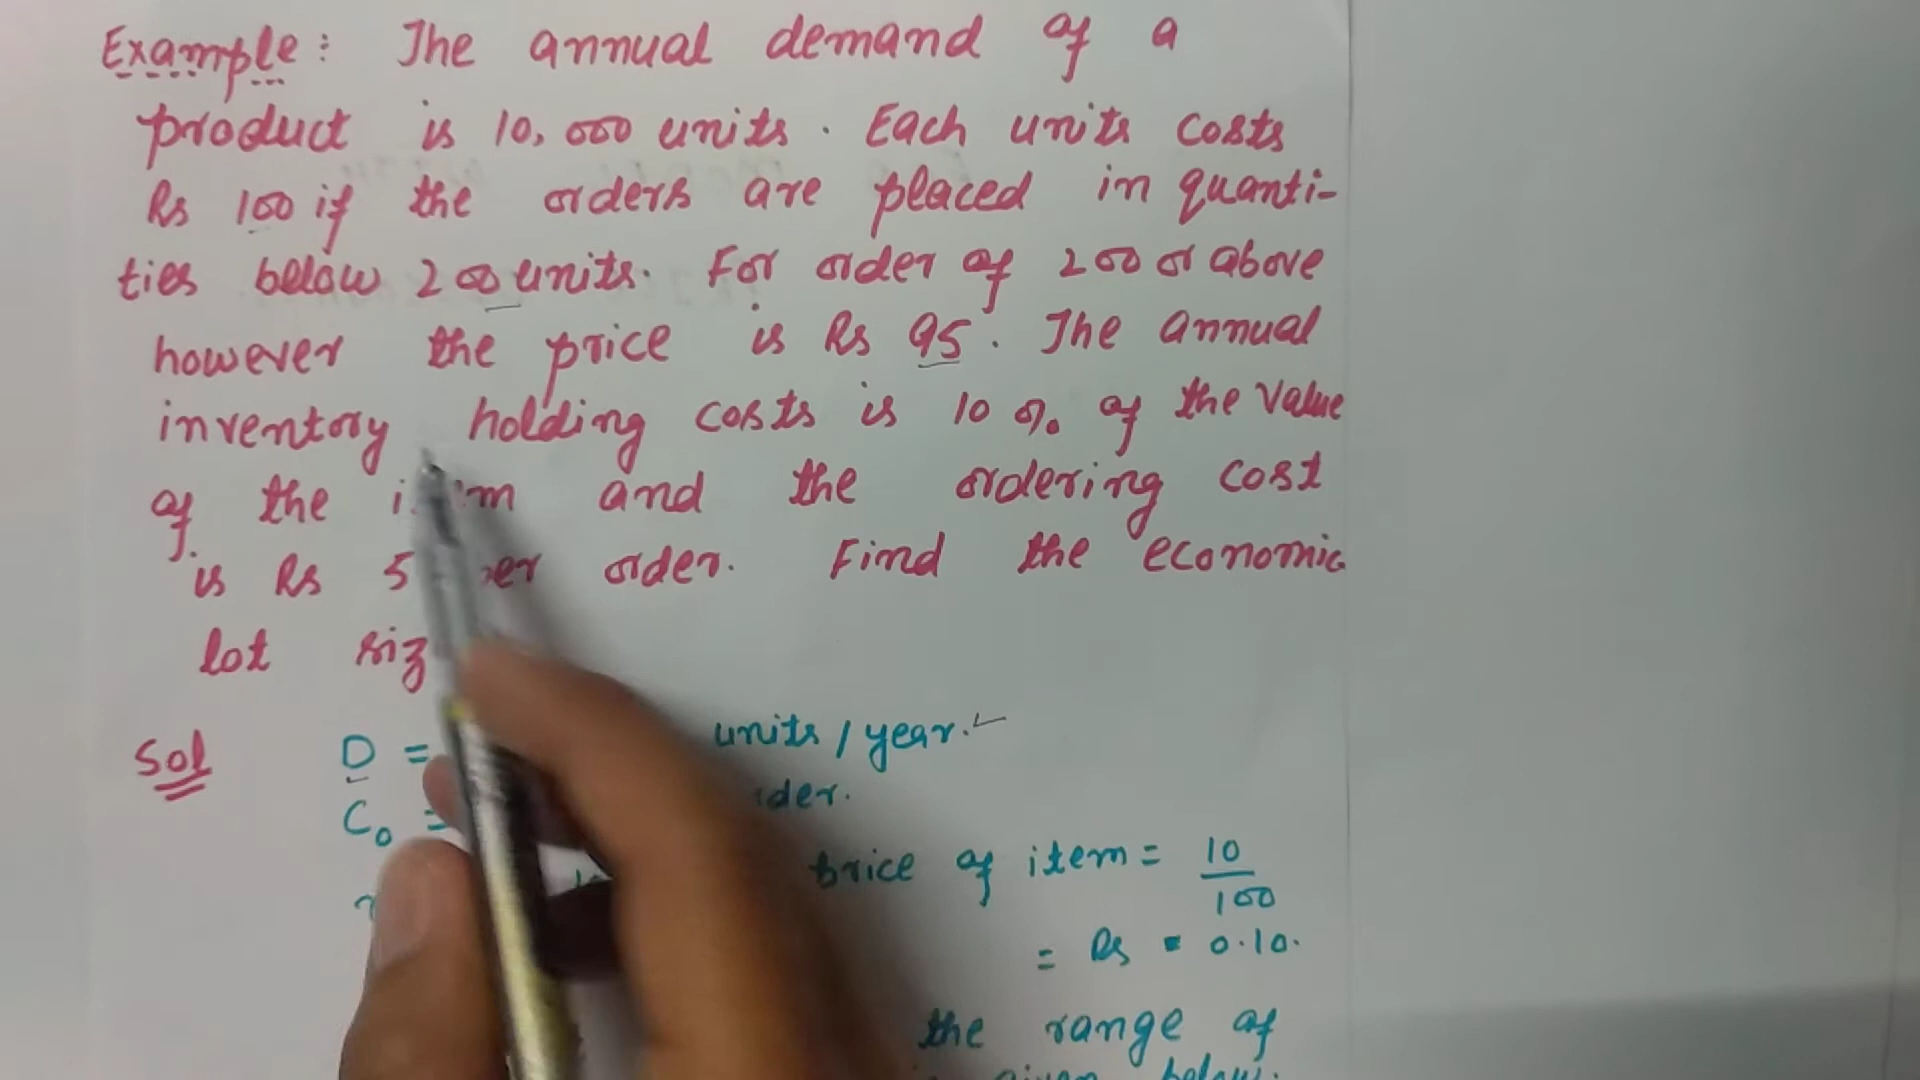 Example: The annual demand of a
product is 10,000 units. Each units costs
Rs 100 if the orders are placed in quanti-
ties below 200 units. For order of 200 or above
however the price is Rs 95. The annual
inventory holding costs is 10% of the value
of the and the ordering cost
is Rs 5 order. Find the economic
lot
Sol D = units / year.
C₀ =
price of item = 10/100
= Rs 0.10.
the range of
given below.